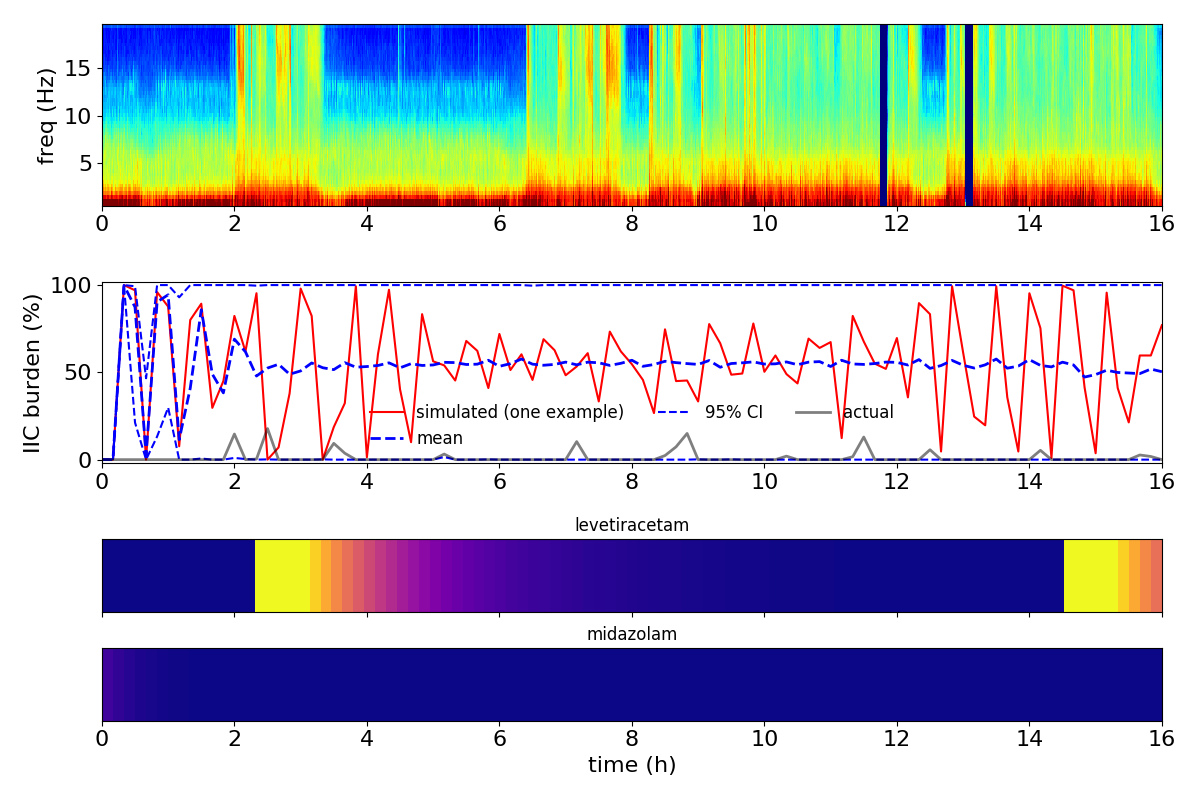 freq (Hz)
15
10
5
0 2 4 6 8 10 12 14 16
IIC burden (%)
100
50
0
simulated (one example) 95% CI actual
mean
0 2 4 6 8 10 12 14 16
levetiracetam
midazolam
0 2 4 6 8 10 12 14 16
time (h)